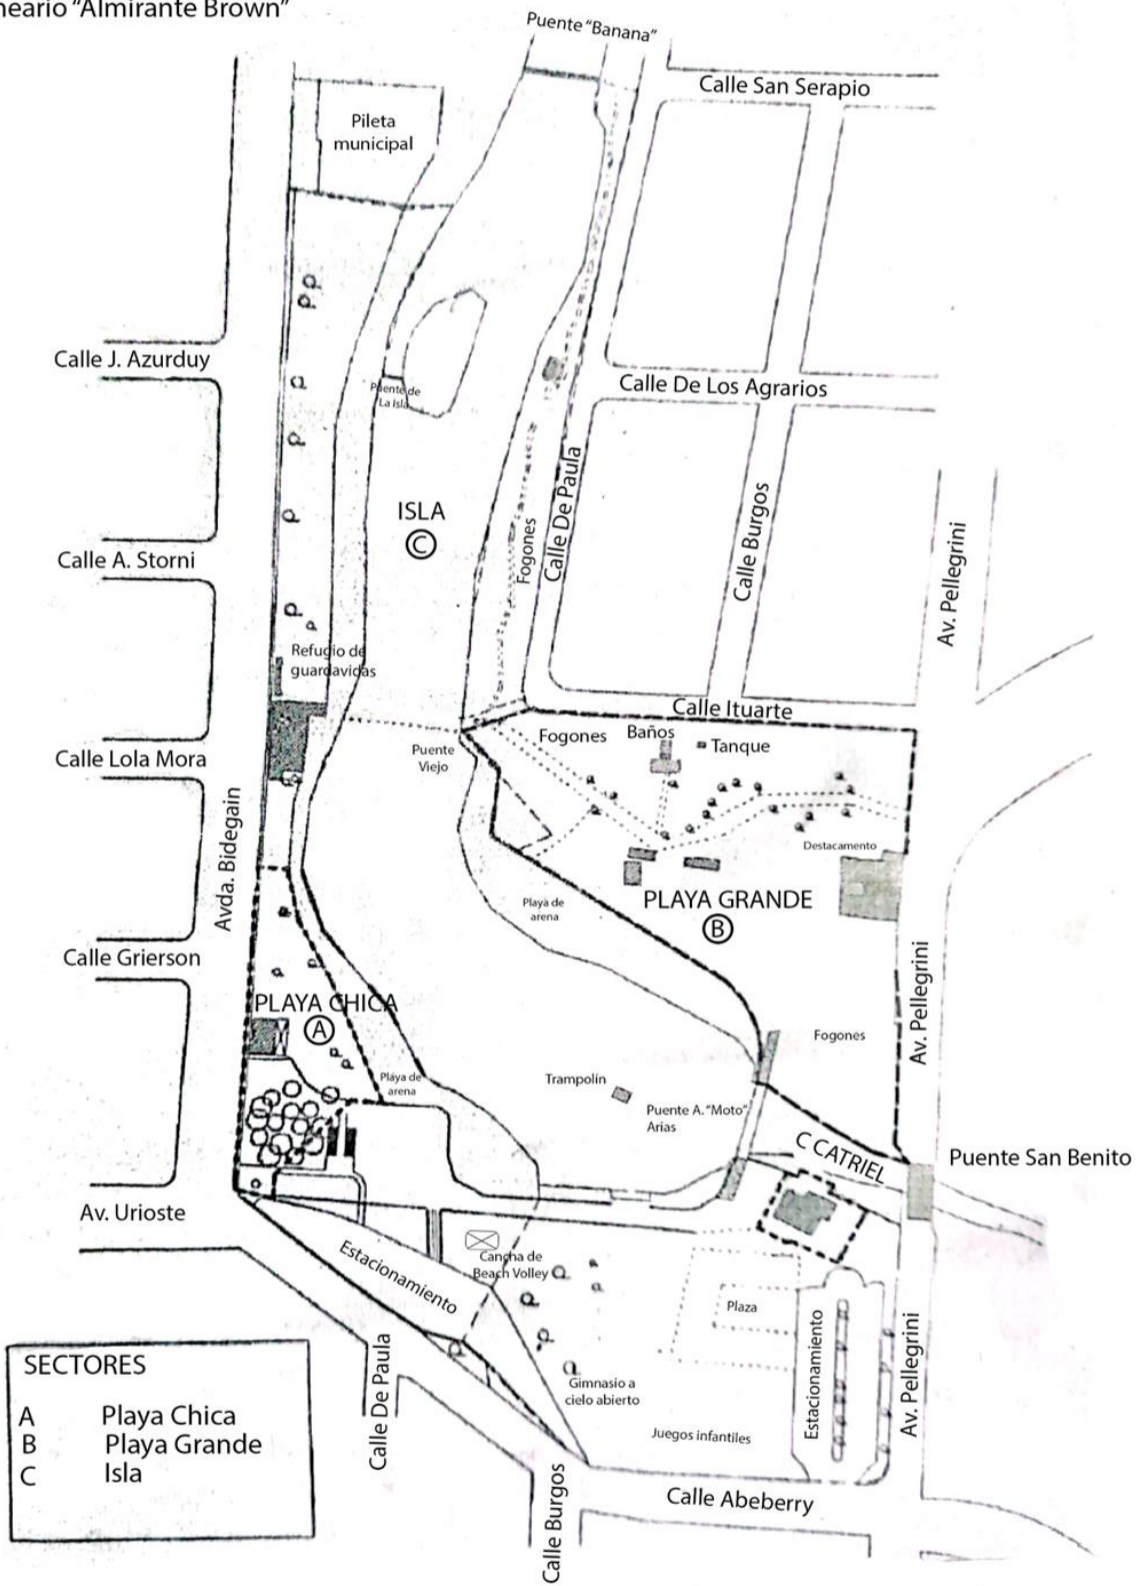 neario "Almirante Brown"
Puente "Banana"
Calle San Serapio
Pileta
municipal
Calle J. Azurduy
Calle De Los Agrarios
Puente de
La Isla
Calle De Paula
Fogones
Calle Burgos
ISLA
C
Av. Pellegrini
Calle A. Storni
Refugio de
guardavidas
Calle Ituarte
Fogones
Baños
Tanque
Puente
Viejo
Calle Lola Mora
Avda. Bidegain
Destacamento
PLAYA GRANDE
B
Playa de
arena
Calle Grierson
Av. Pellegrini
PLAYA CHICA
A
Fogones
Playa de
arena
Trampolín
Puente A. "Moto"
Arias
C CATRIEL
Puente San Benito
Av. Urioste
Estacionamiento
Cancha de
Beach Volley
Plaza
Estacionamiento
Av. Pellegrini
Gimnasio a
cielo abierto
Juegos infantiles
Calle De Paula
Calle Burgos
Calle Abeberry
SECTORES
A Playa Chica
B Playa Grande
C Isla